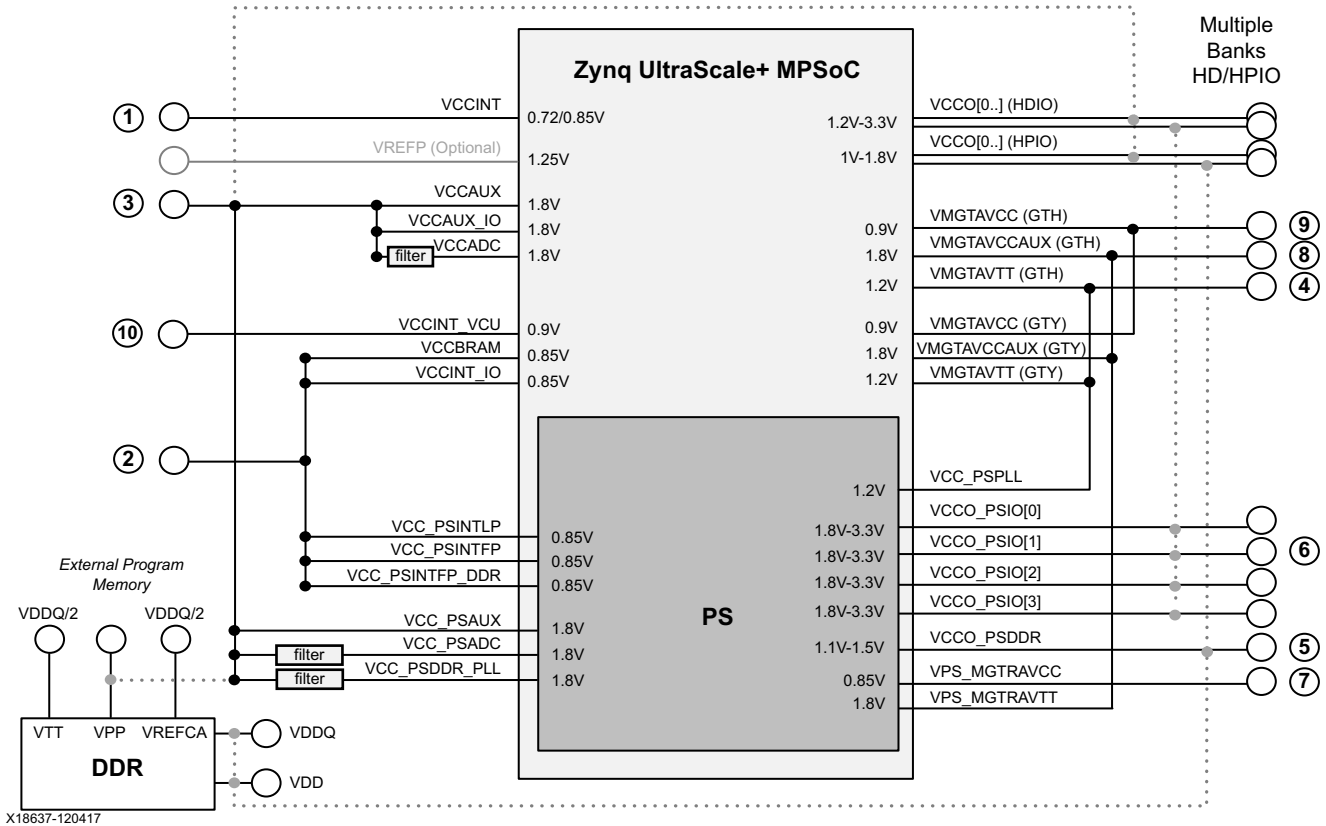 Multiple
Banks
HD/HPIO
Zynq UltraScale+ MPSoC
1
VCCINT
0.72/0.85V
VREFP (Optional)
1.25V
3
VCCAUX
1.8V
VCCAUX_IO
1.8V
filter
VCCADC
1.8V
10
VCCINT_VCU
0.9V
VCCBRAM
0.85V
VCCINT_IO
0.85V
2
VCC_PSINTLP
0.85V
VCC_PSINTFP
0.85V
VCC_PSINTFP_DDR
0.85V
VCC_PSAUX
1.8V
filter
VCC_PSADC
1.8V
filter
VCC_PSDDR_PLL
1.8V
PS
1.2V-3.3V
VCCO[0..] (HDIO)
1V-1.8V
VCCO[0..] (HPIO)
0.9V
VMGTAVCC (GTH)
9
1.8V
VMGTAVCCAUX (GTH)
8
1.2V
VMGTAVTT (GTH)
4
0.9V
VMGTAVCC (GTY)
1.8V
VMGTAVCCAUX (GTY)
1.2V
VMGTAVTT (GTY)
1.2V
VCC_PSPLL
1.8V-3.3V
VCCO_PSIO[0]
1.8V-3.3V
VCCO_PSIO[1]
6
1.8V-3.3V
VCCO_PSIO[2]
1.8V-3.3V
VCCO_PSIO[3]
1.1V-1.5V
VCCO_PSDDR
5
0.85V
VPS_MGTRAVCC
7
1.8V
VPS_MGTRAVTT
External Program
Memory
VDDQ/2
VDDQ/2
VTT
VPP
VREFCA
DDR
VDDQ
VDD
X18637-120417